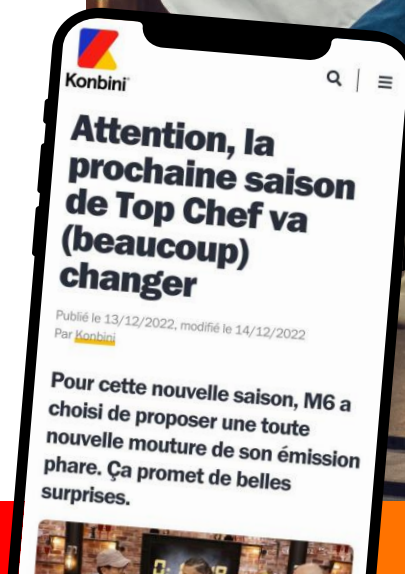 Konbini
Attention, la
prochaine saison
de Top Chef va
(beaucoup)
changer
Publié le 13/12/2022, modifié le 14/12/2022
Par Konbini
Pour cette nouvelle saison, M6 a
choisi de proposer une toute
nouvelle mouture de son émission
phare. Ça promet de belles
surprises.